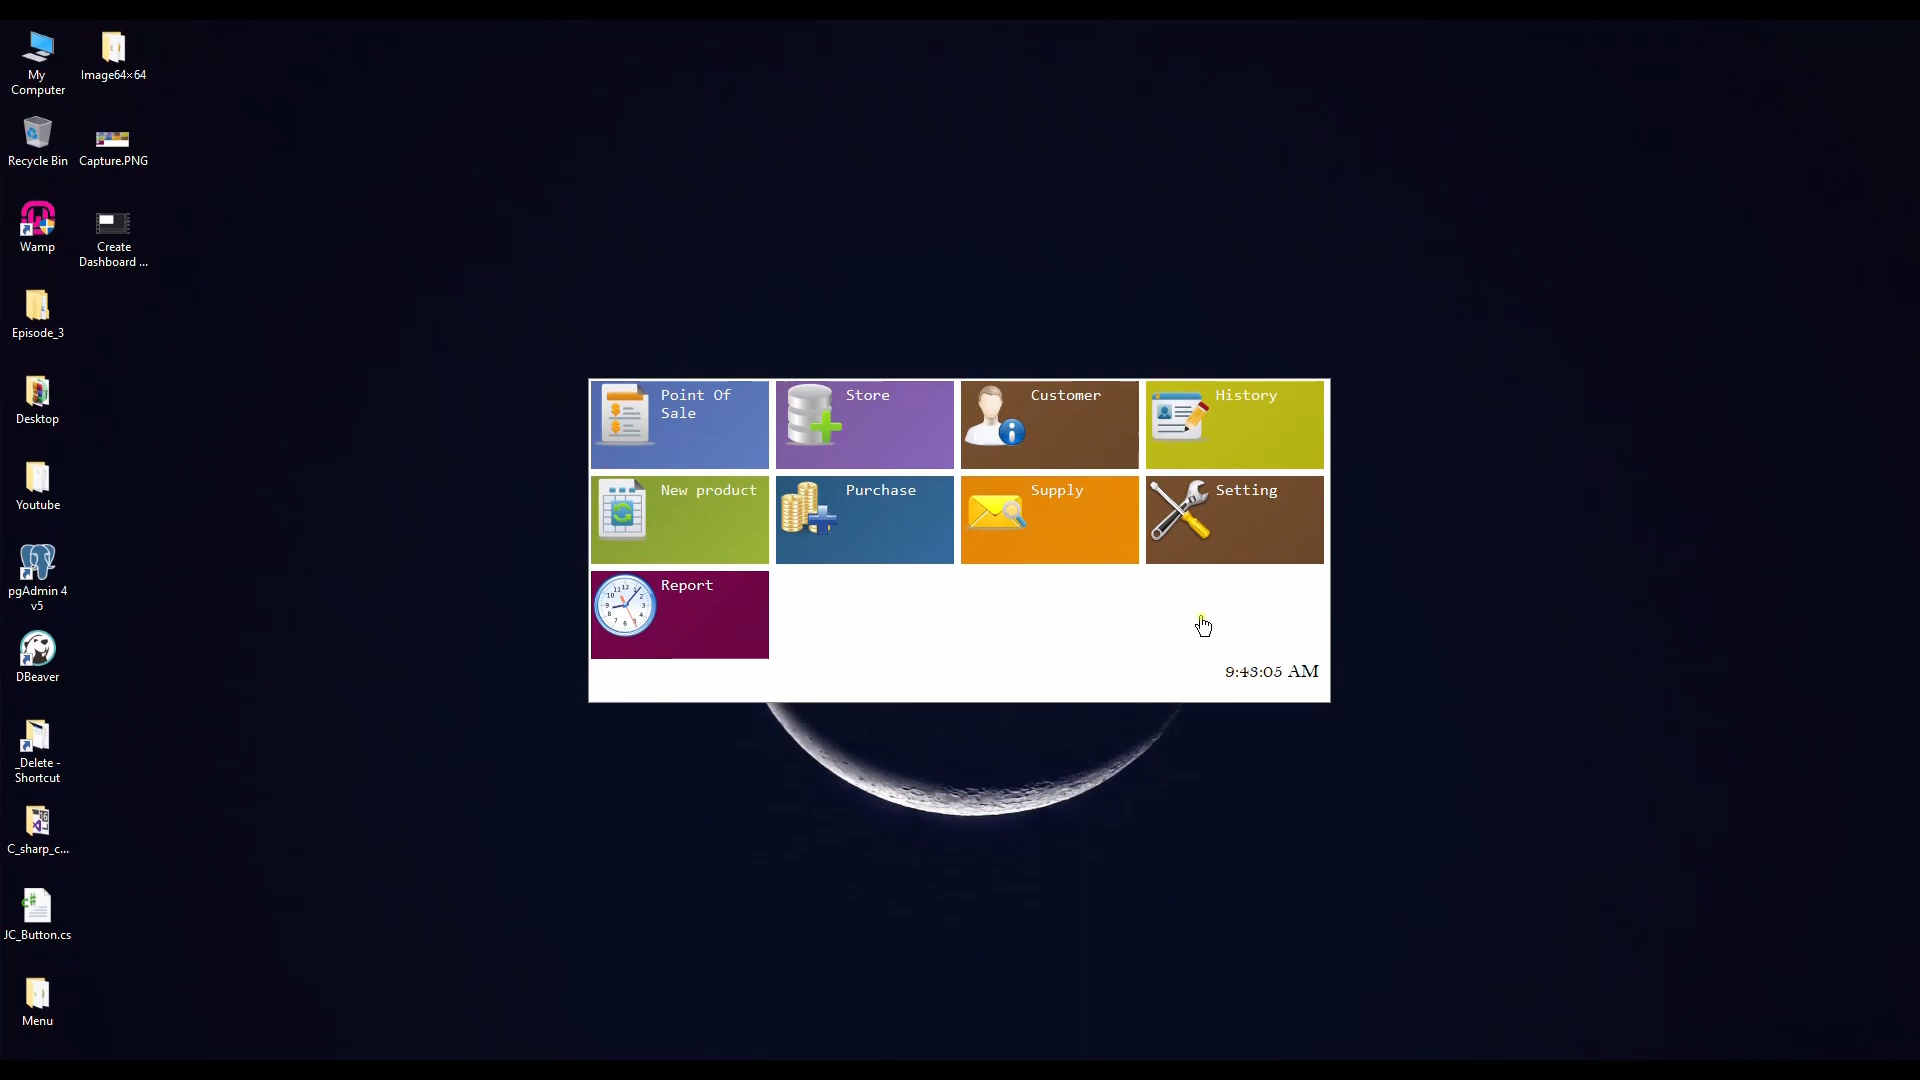 My
Computer
Image64×64
Recycle Bin
Capture.PNG
Wamp
Create
Dashboard ...
Episode_3
Desktop
Youtube
pgAdmin 4
v5
DBeaver
_Delete -
Shortcut
C_sharp_c...
JC_Button.cs
Menu
Point Of
Sale
Store
Customer
History
New product
Purchase
Supply
Setting
Report
9:43:05 AM